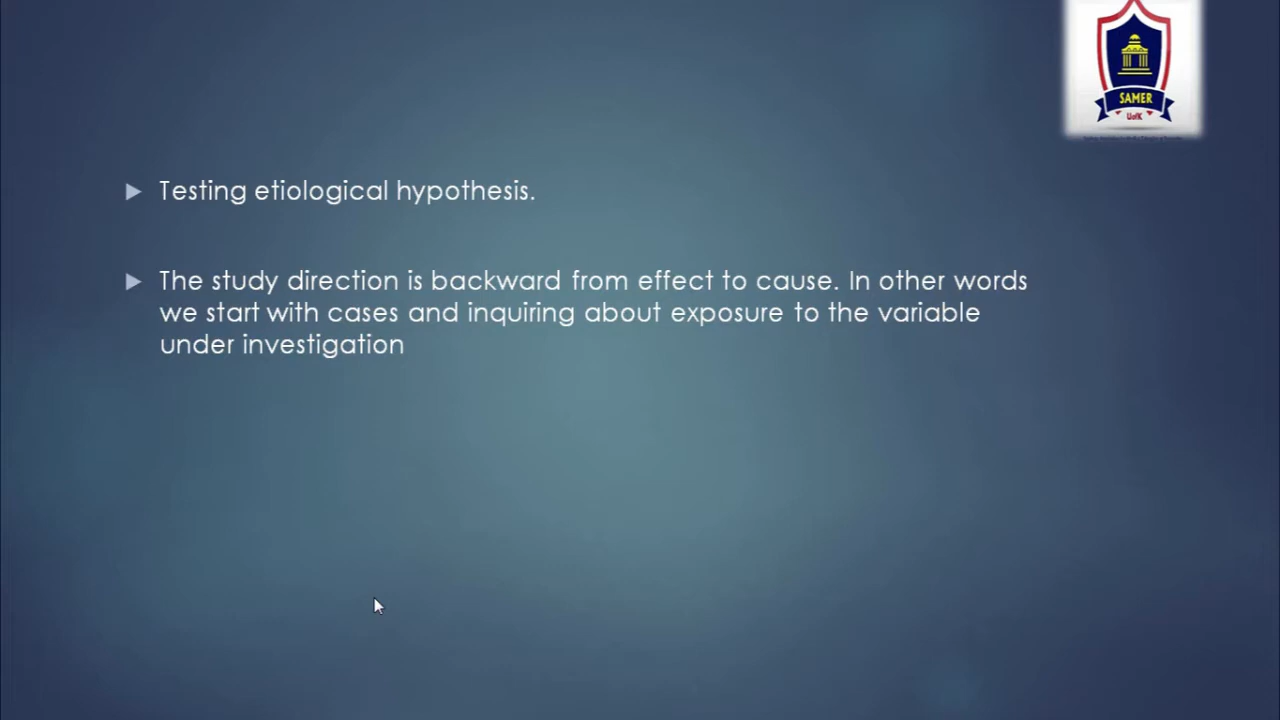 SAMER
UofK
Testing etiological hypothesis.
The study direction is backward from effect to cause. In other words
we start with cases and inquiring about exposure to the variable
under investigation